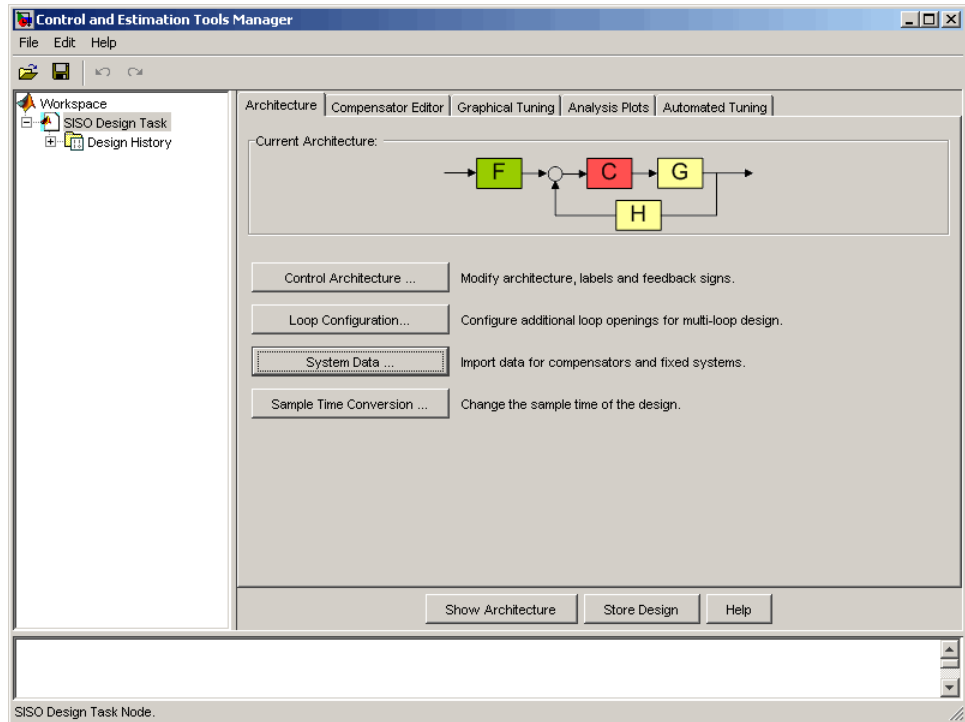 Control and Estimation Tools Manager
File Edit Help
Workspace
SISO Design Task
Design History
Architecture Compensator Editor Graphical Tuning Analysis Plots Automated Tuning
Current Architecture:
F C G
H
Control Architecture ... Modify architecture, labels and feedback signs.
Loop Configuration... Configure additional loop openings for multi-loop design.
System Data ... Import data for compensators and fixed systems.
Sample Time Conversion ... Change the sample time of the design.
Show Architecture Store Design Help
SISO Design Task Node.